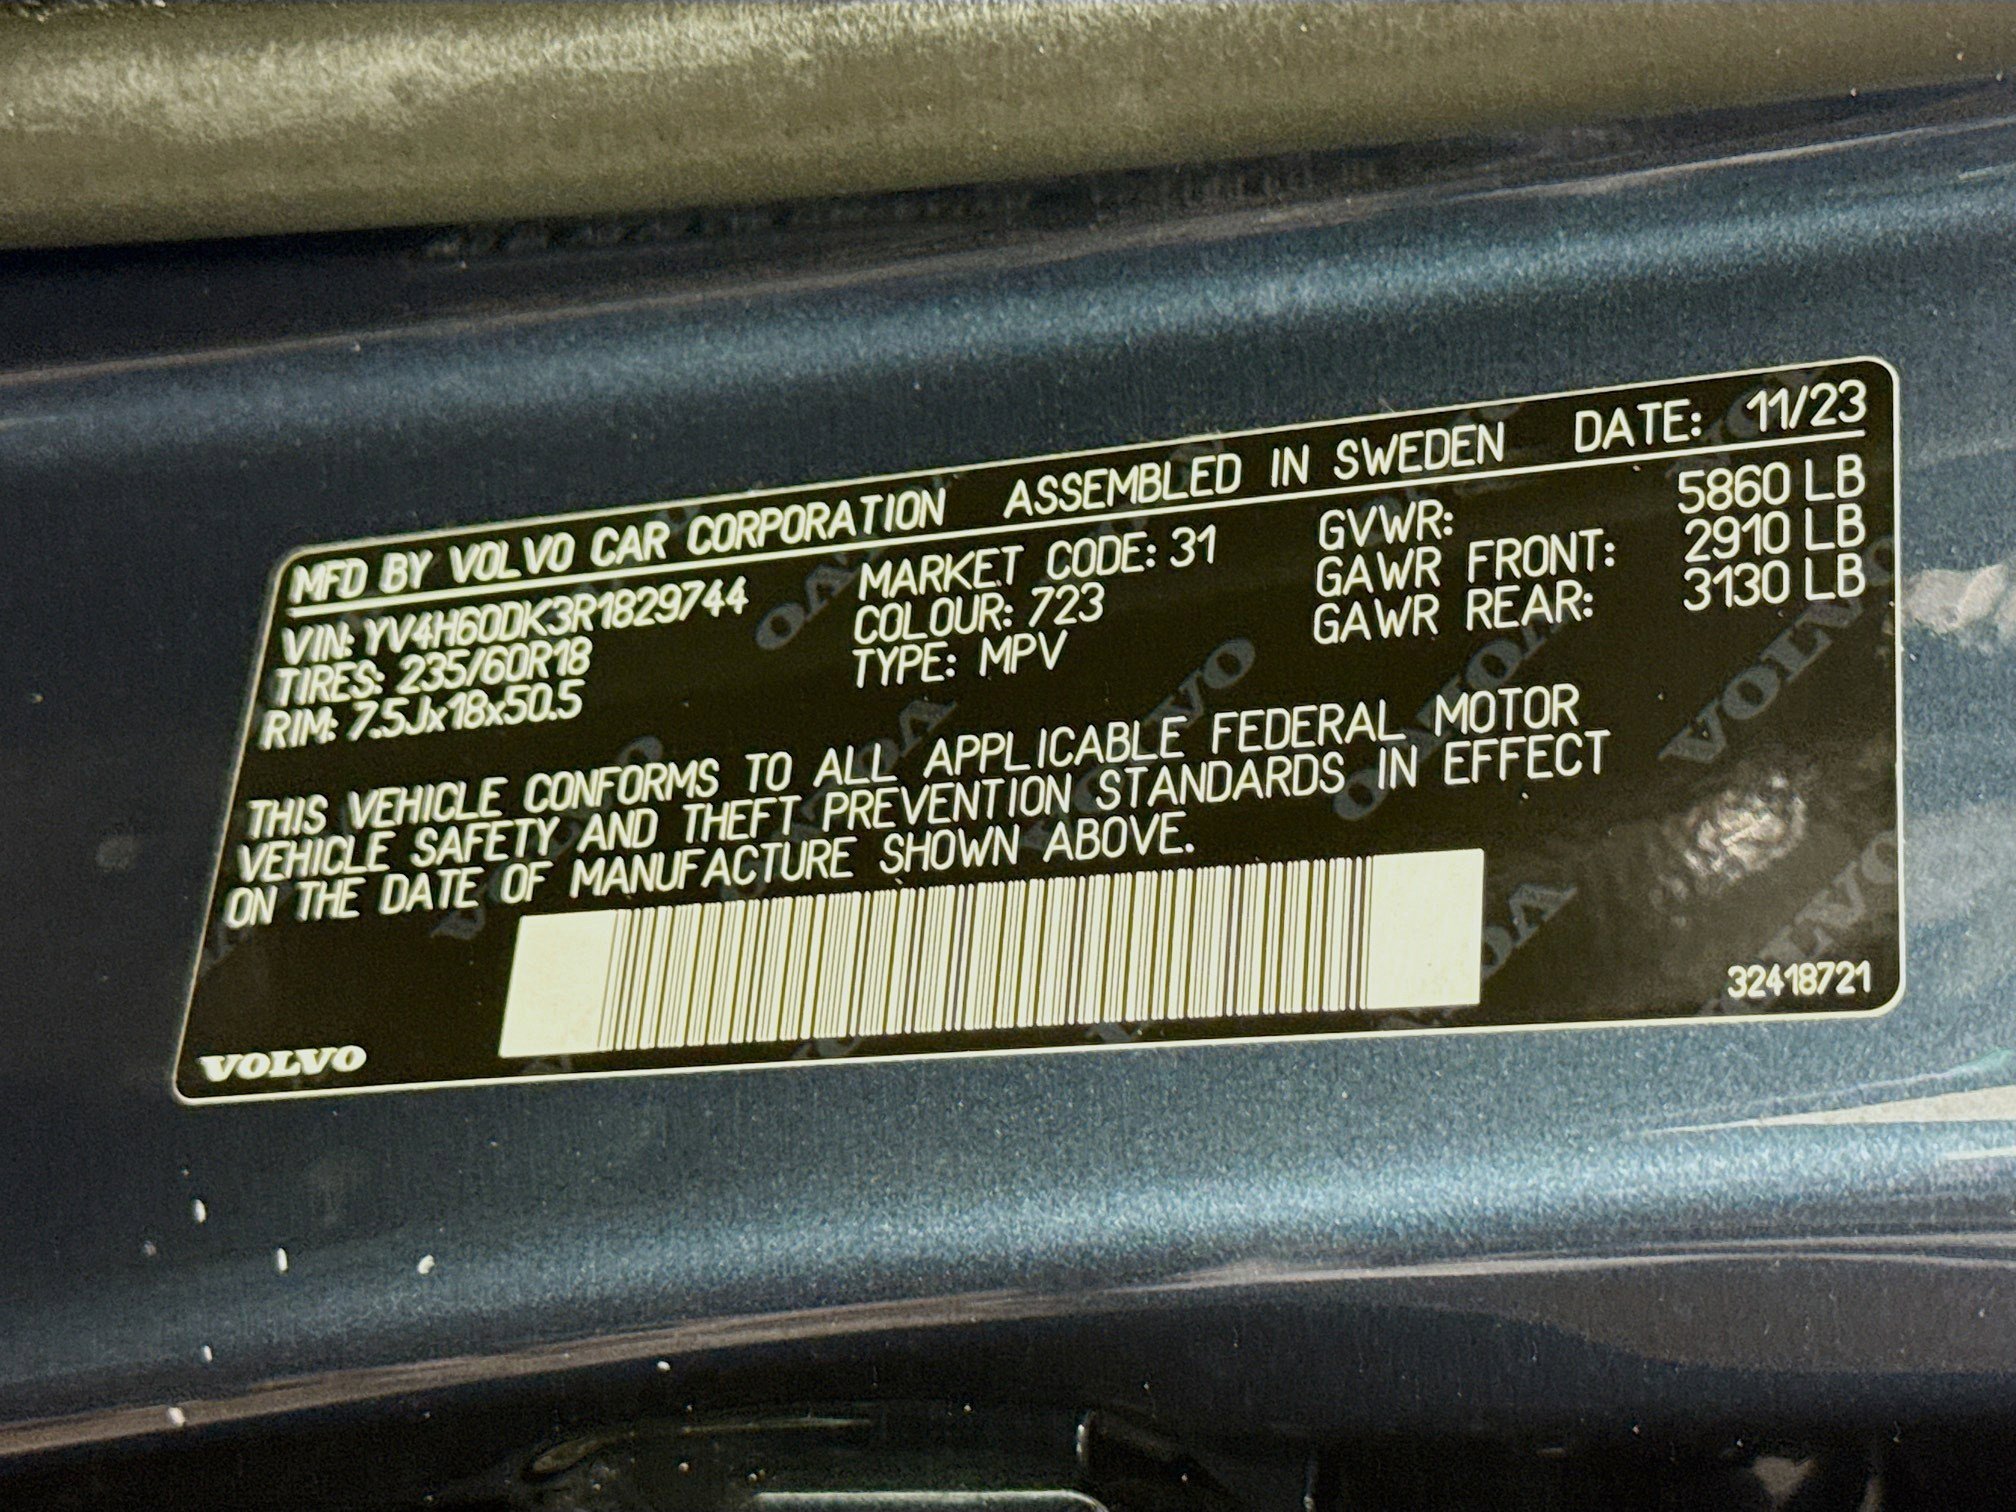 MFD BY VOLVO CAR CORPORATION ASSEMBLED IN SWEDEN DATE: 11/23
VIN: YV4H60DK3R1829744 MARKET CODE: 31 GVWR: 5860 LB
TIRES: 235/60R18 COLOUR: 723 GAWR FRONT: 2910 LB
RIM: 7.5Jx18x50.5 TYPE: MPV GAWR REAR: 3130 LB
THIS VEHICLE CONFORMS TO ALL APPLICABLE FEDERAL MOTOR
VEHICLE SAFETY AND THEFT PREVENTION STANDARDS IN EFFECT
ON THE DATE OF MANUFACTURE SHOWN ABOVE.
32418721
VOLVO